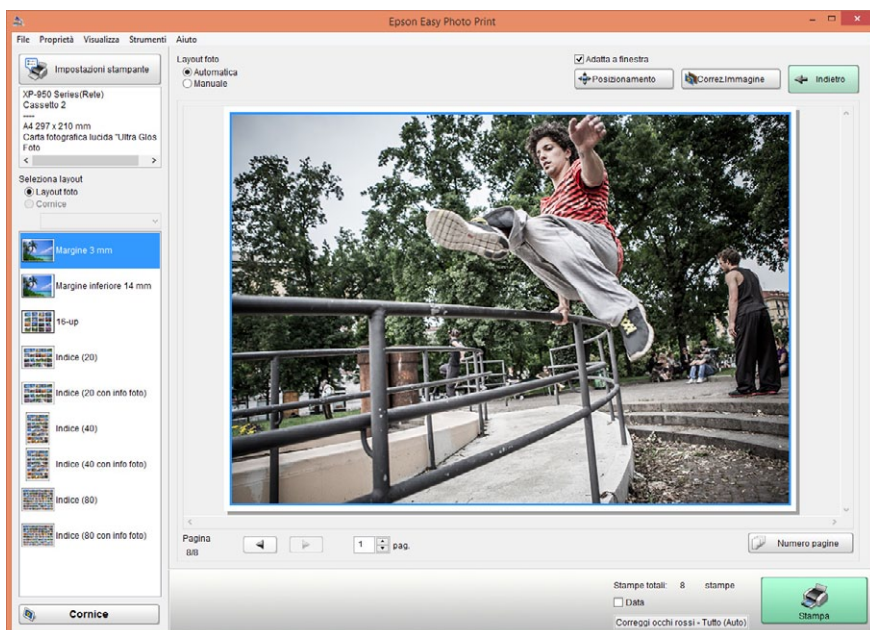 Epson Easy Photo Print
File Proprietà Visualizza Strumenti Aiuto
Impostazioni stampante
XP-950 Series(Rete)
Cassetto 2
----
A4 297 x 210 mm
Carta fotografica lucida "Ultra Glos
Foto
Seleziona layout
Layout foto
Cornice
Margine 3 mm
Margine inferiore 14 mm
16-up
Indice (20)
Indice (20 con info foto)
Indice (40)
Indice (40 con info foto)
Indice (80)
Indice (80 con info foto)
Cornice
Layout foto
Automatica
Manuale
Adatta a finestra
Posizionamento
Correz.Immagine
Indietro
Pagina
8/8
1 pag.
Numero pagine
Stampe totali: 8 stampe
Data
Correggi occhi rossi - Tutto (Auto)
Stampa